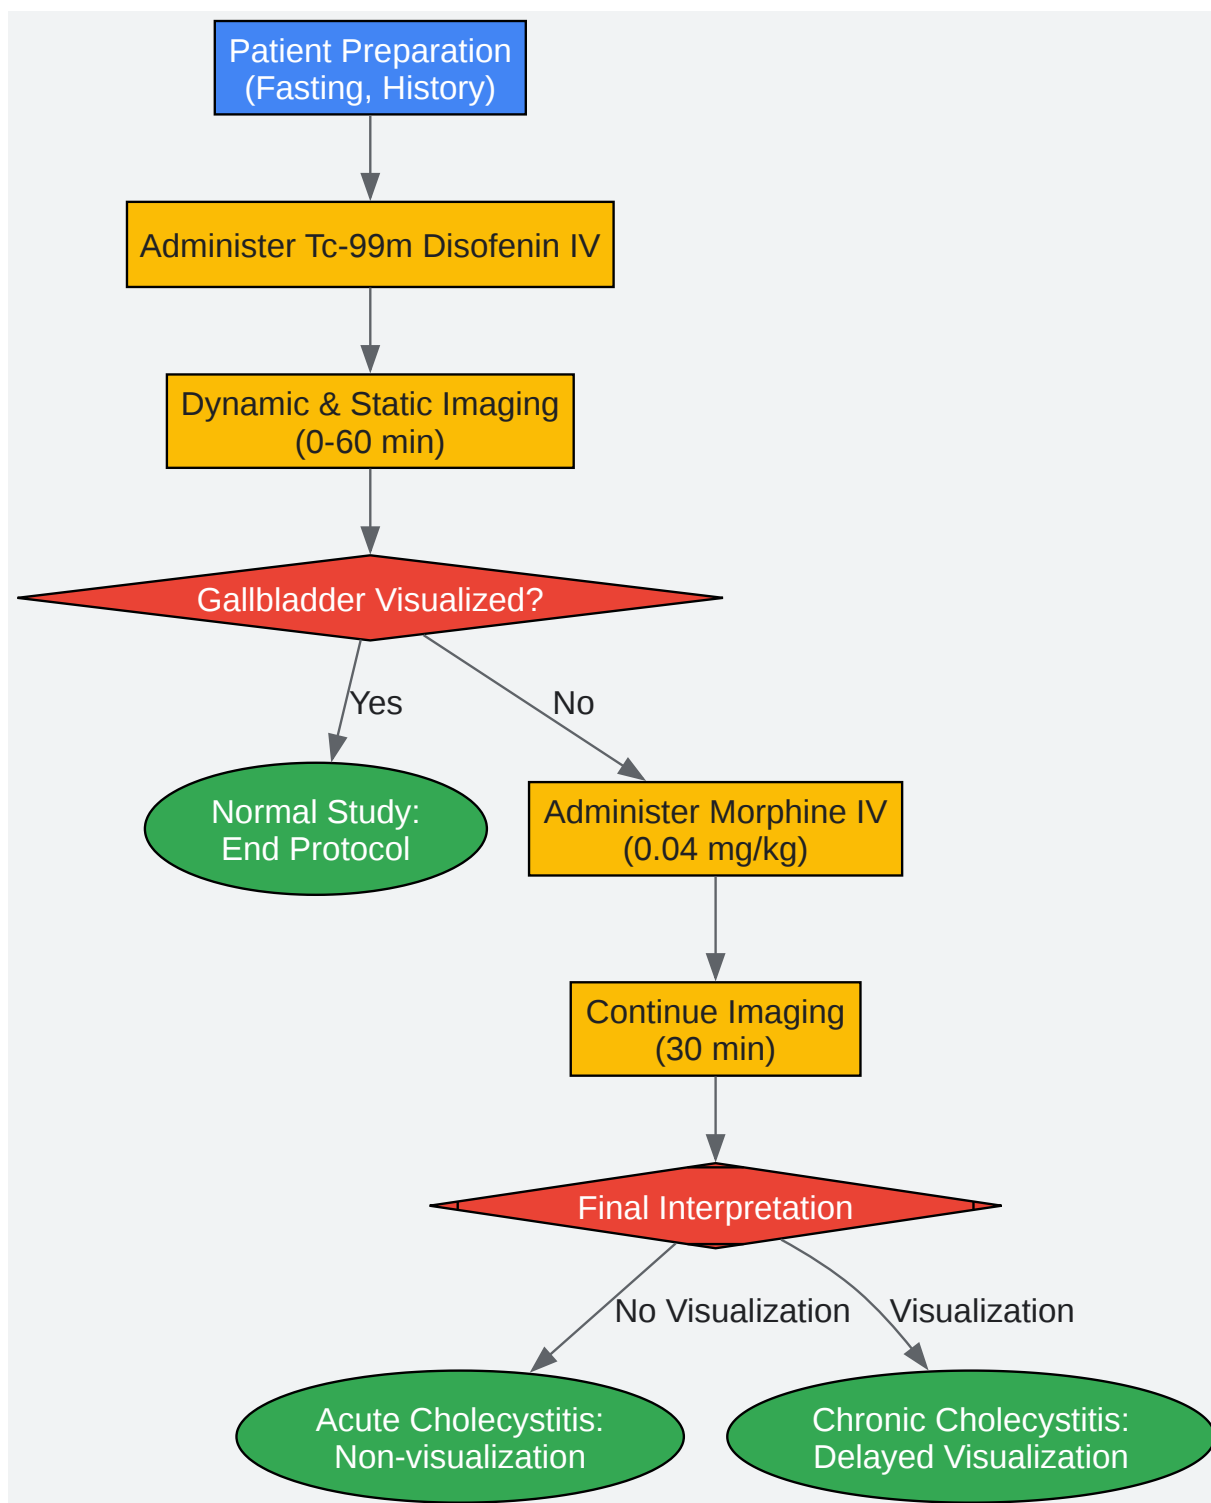 Patient Preparation
(Fasting, History)
Administer Tc-99m Disofenin IV
Dynamic & Static Imaging
(0-60 min)
Gallbladder Visualized?
Yes
No
Normal Study:
End Protocol
Administer Morphine IV
(0.04 mg/kg)
Continue Imaging
(30 min)
Final Interpretation
No Visualization
Visualization
Acute Cholecystitis:
Non-visualization
Chronic Cholecystitis:
Delayed Visualization